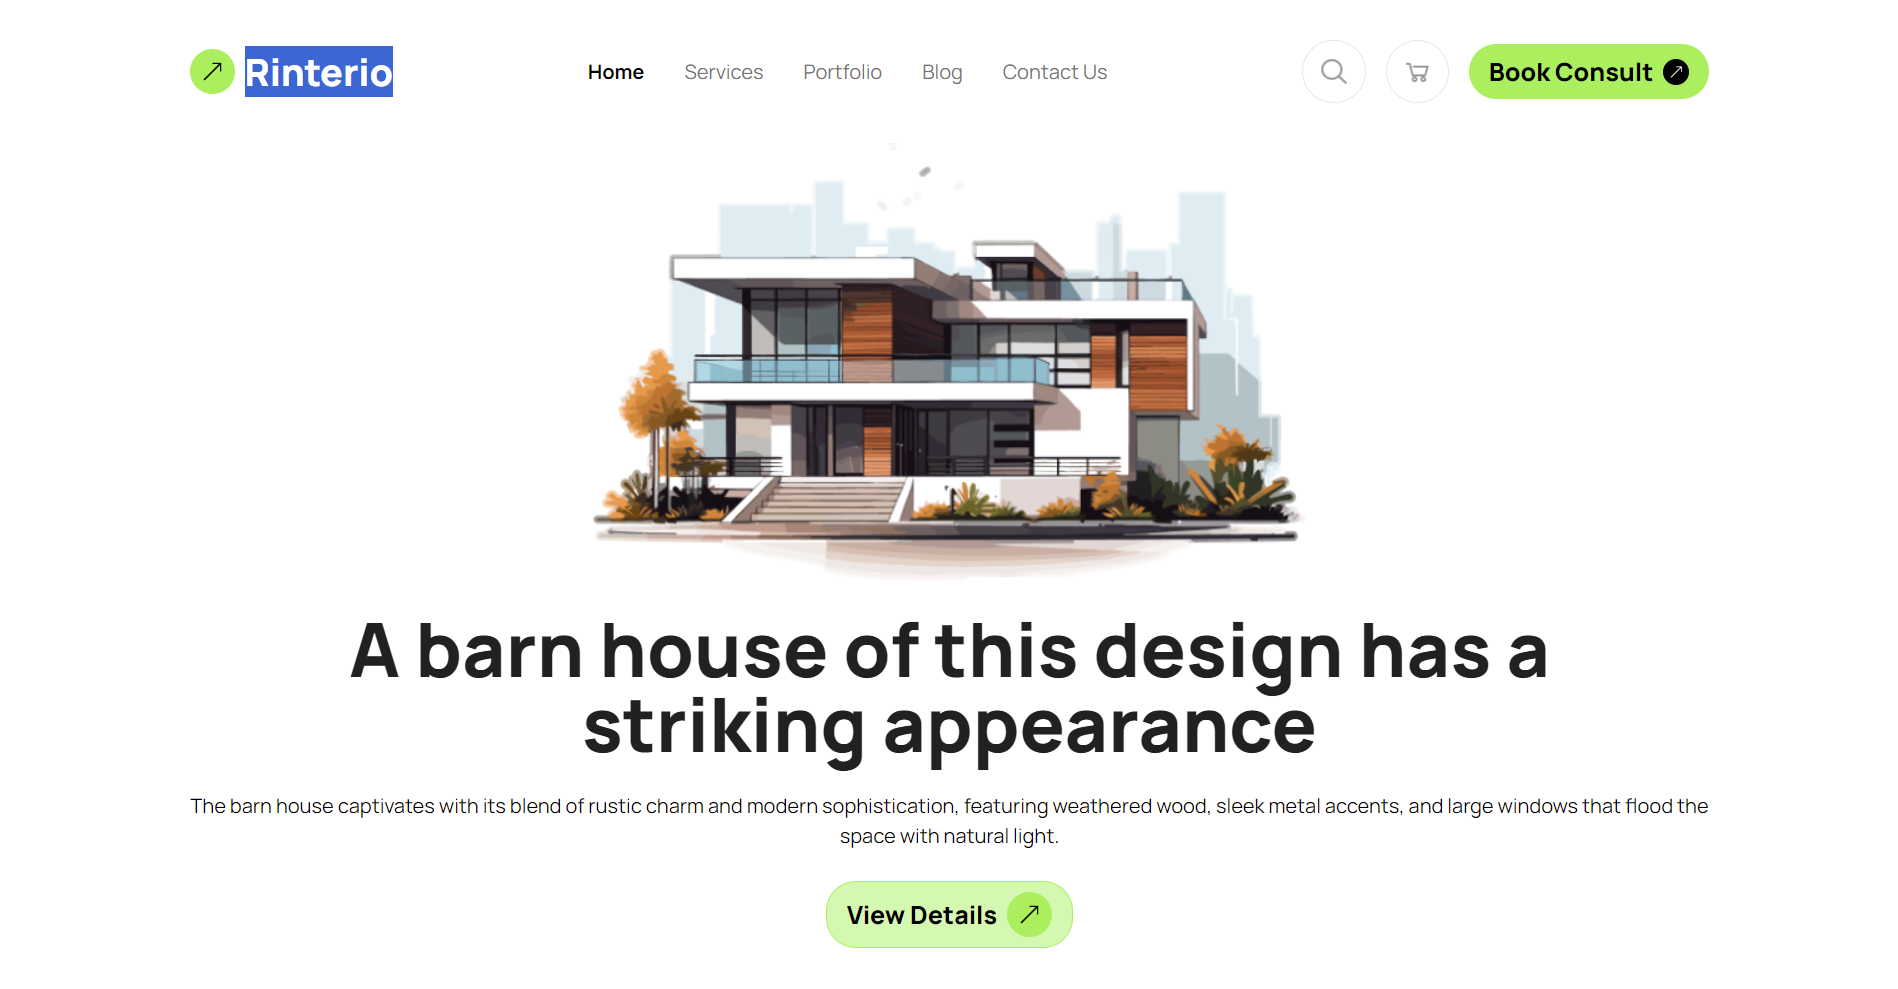 Rinterio
Home
Services
Portfolio
Blog
Contact Us
Book Consult
A barn house of this design has a
striking appearance
The barn house captivates with its blend of rustic charm and modern sophistication, featuring weathered wood, sleek metal accents, and large windows that flood the
space with natural light.
View Details